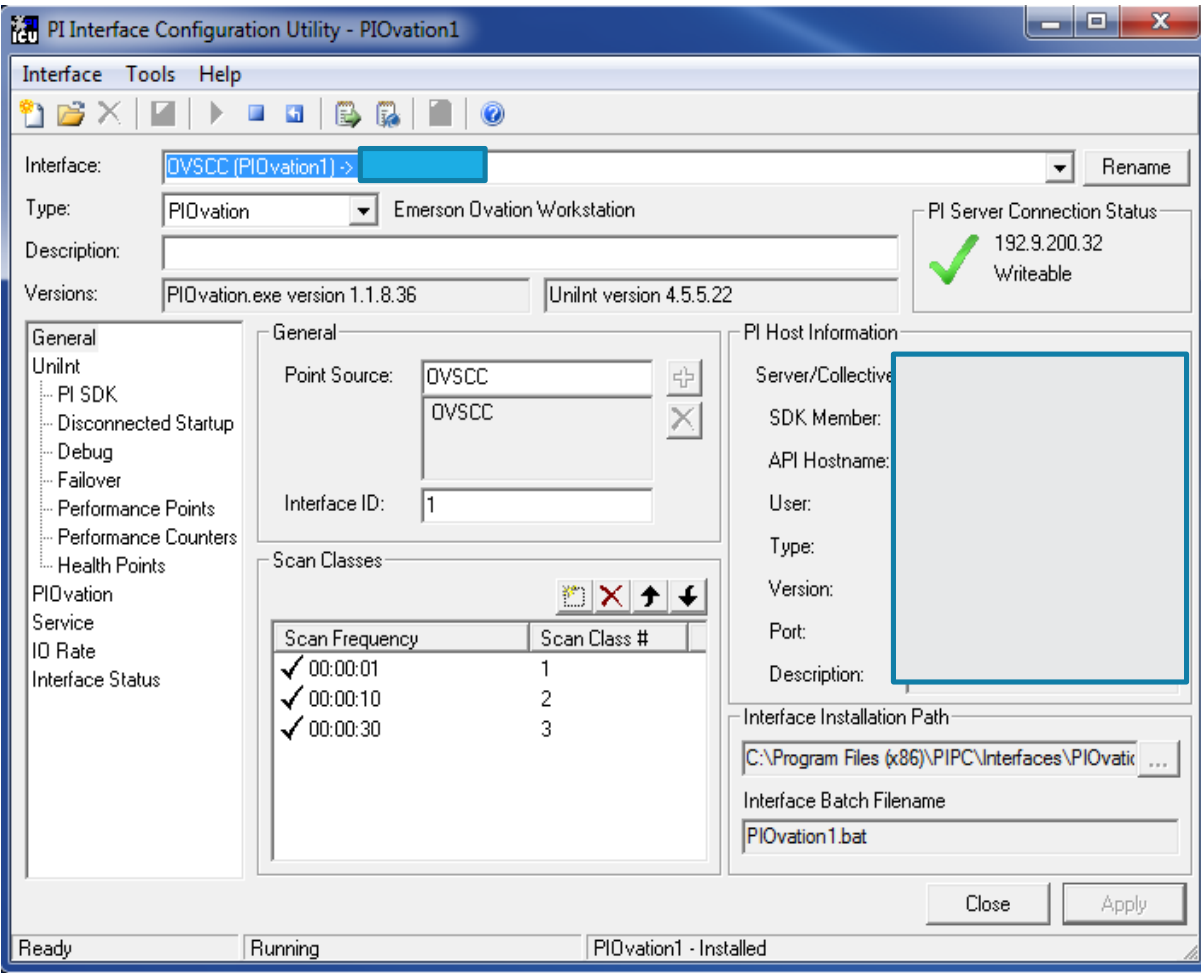 PI Interface Configuration Utility - PIOvation1
Interface Tools Help
Interface: OVSCC (PIOvation1) -> Rename
Type: PIOvation Emerson Ovation Workstation
PI Server Connection Status
192.9.200.32
Writeable
Description:
Versions: PIOvation.exe version 1.1.8.36 UniInt version 4.5.5.22
General
UniInt
PI SDK
Disconnected Startup
Debug
Failover
Performance Points
Performance Counters
Health Points
PIOvation
Service
IO Rate
Interface Status
General
Point Source: OVSCC
OVSCC
Interface ID: 1
Scan Classes
Scan Frequency Scan Class #
00:00:01 1
00:00:10 2
00:00:30 3
PI Host Information
Server/Collective
SDK Member:
API Hostname:
User:
Type:
Version:
Port:
Description:
Interface Installation Path
C:\Program Files (x86)\PIPC\Interfaces\PIOvatic ...
Interface Batch Filename
PIOvation1.bat
Close Apply
Ready Running PIOvation1 - Installed